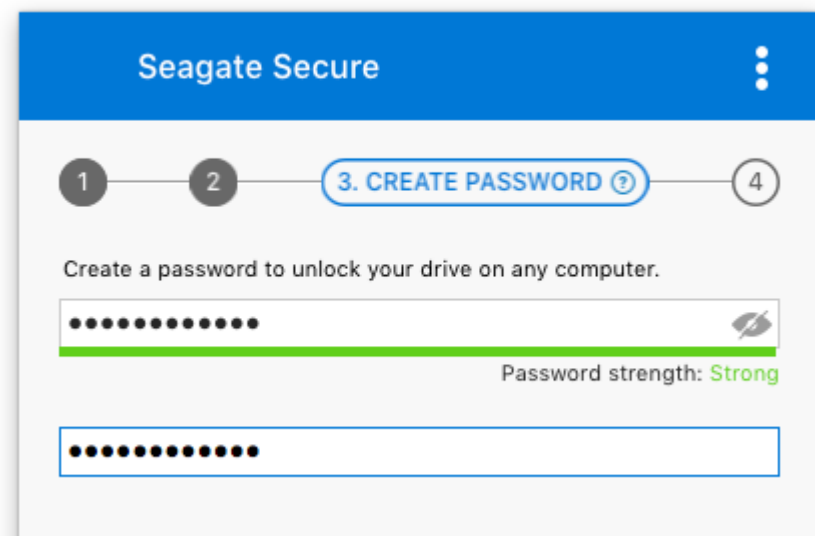 Seagate Secure
1 2 3. CREATE PASSWORD ? 4
Create a password to unlock your drive on any computer.
••••••••••••
Password strength: Strong
••••••••••••